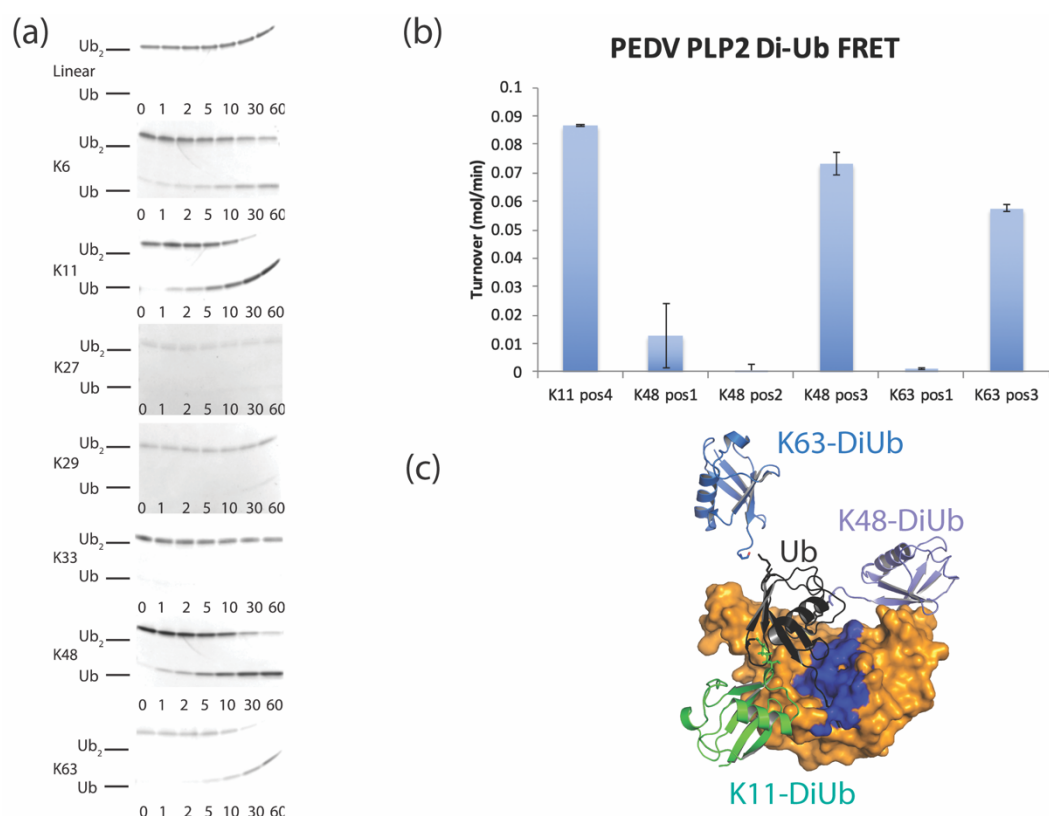 (a)
Ub2
Linear
Ub
0 1 2 5 10 30 60
Ub2
K6
Ub
0 1 2 5 10 30 60
Ub2
K11
Ub
0 1 2 5 10 30 60
Ub2
K27
Ub
0 1 2 5 10 30 60
Ub2
K29
Ub
0 1 2 5 10 30 60
Ub2
K33
Ub
0 1 2 5 10 30 60
Ub2
K48
Ub
0 1 2 5 10 30 60
Ub2
K63
Ub
0 1 2 5 10 30 60
(b)
PEDV PLP2 Di-Ub FRET
Turnover (mol/min)
0.1
0.09
0.08
0.07
0.06
0.05
0.04
0.03
0.02
0.01
0
K11 pos4 K48 pos1 K48 pos2 K48 pos3 K63 pos1 K63 pos3
(c)
K63-DiUb
K48-DiUb
Ub
K11-DiUb